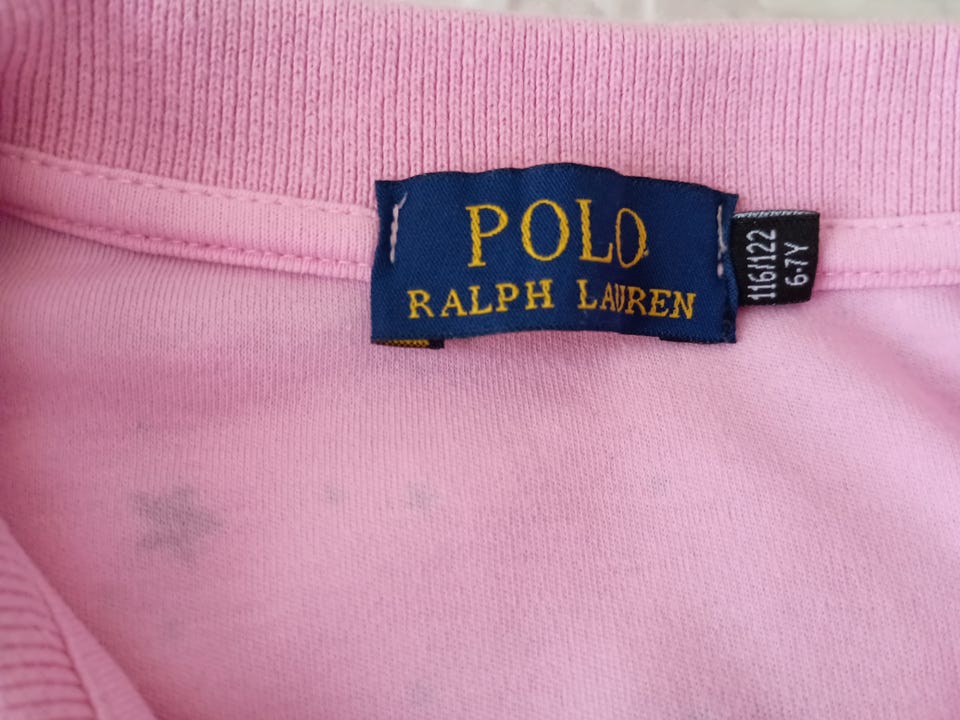 POLO
RALPH LAUREN
116/122
6-7Y